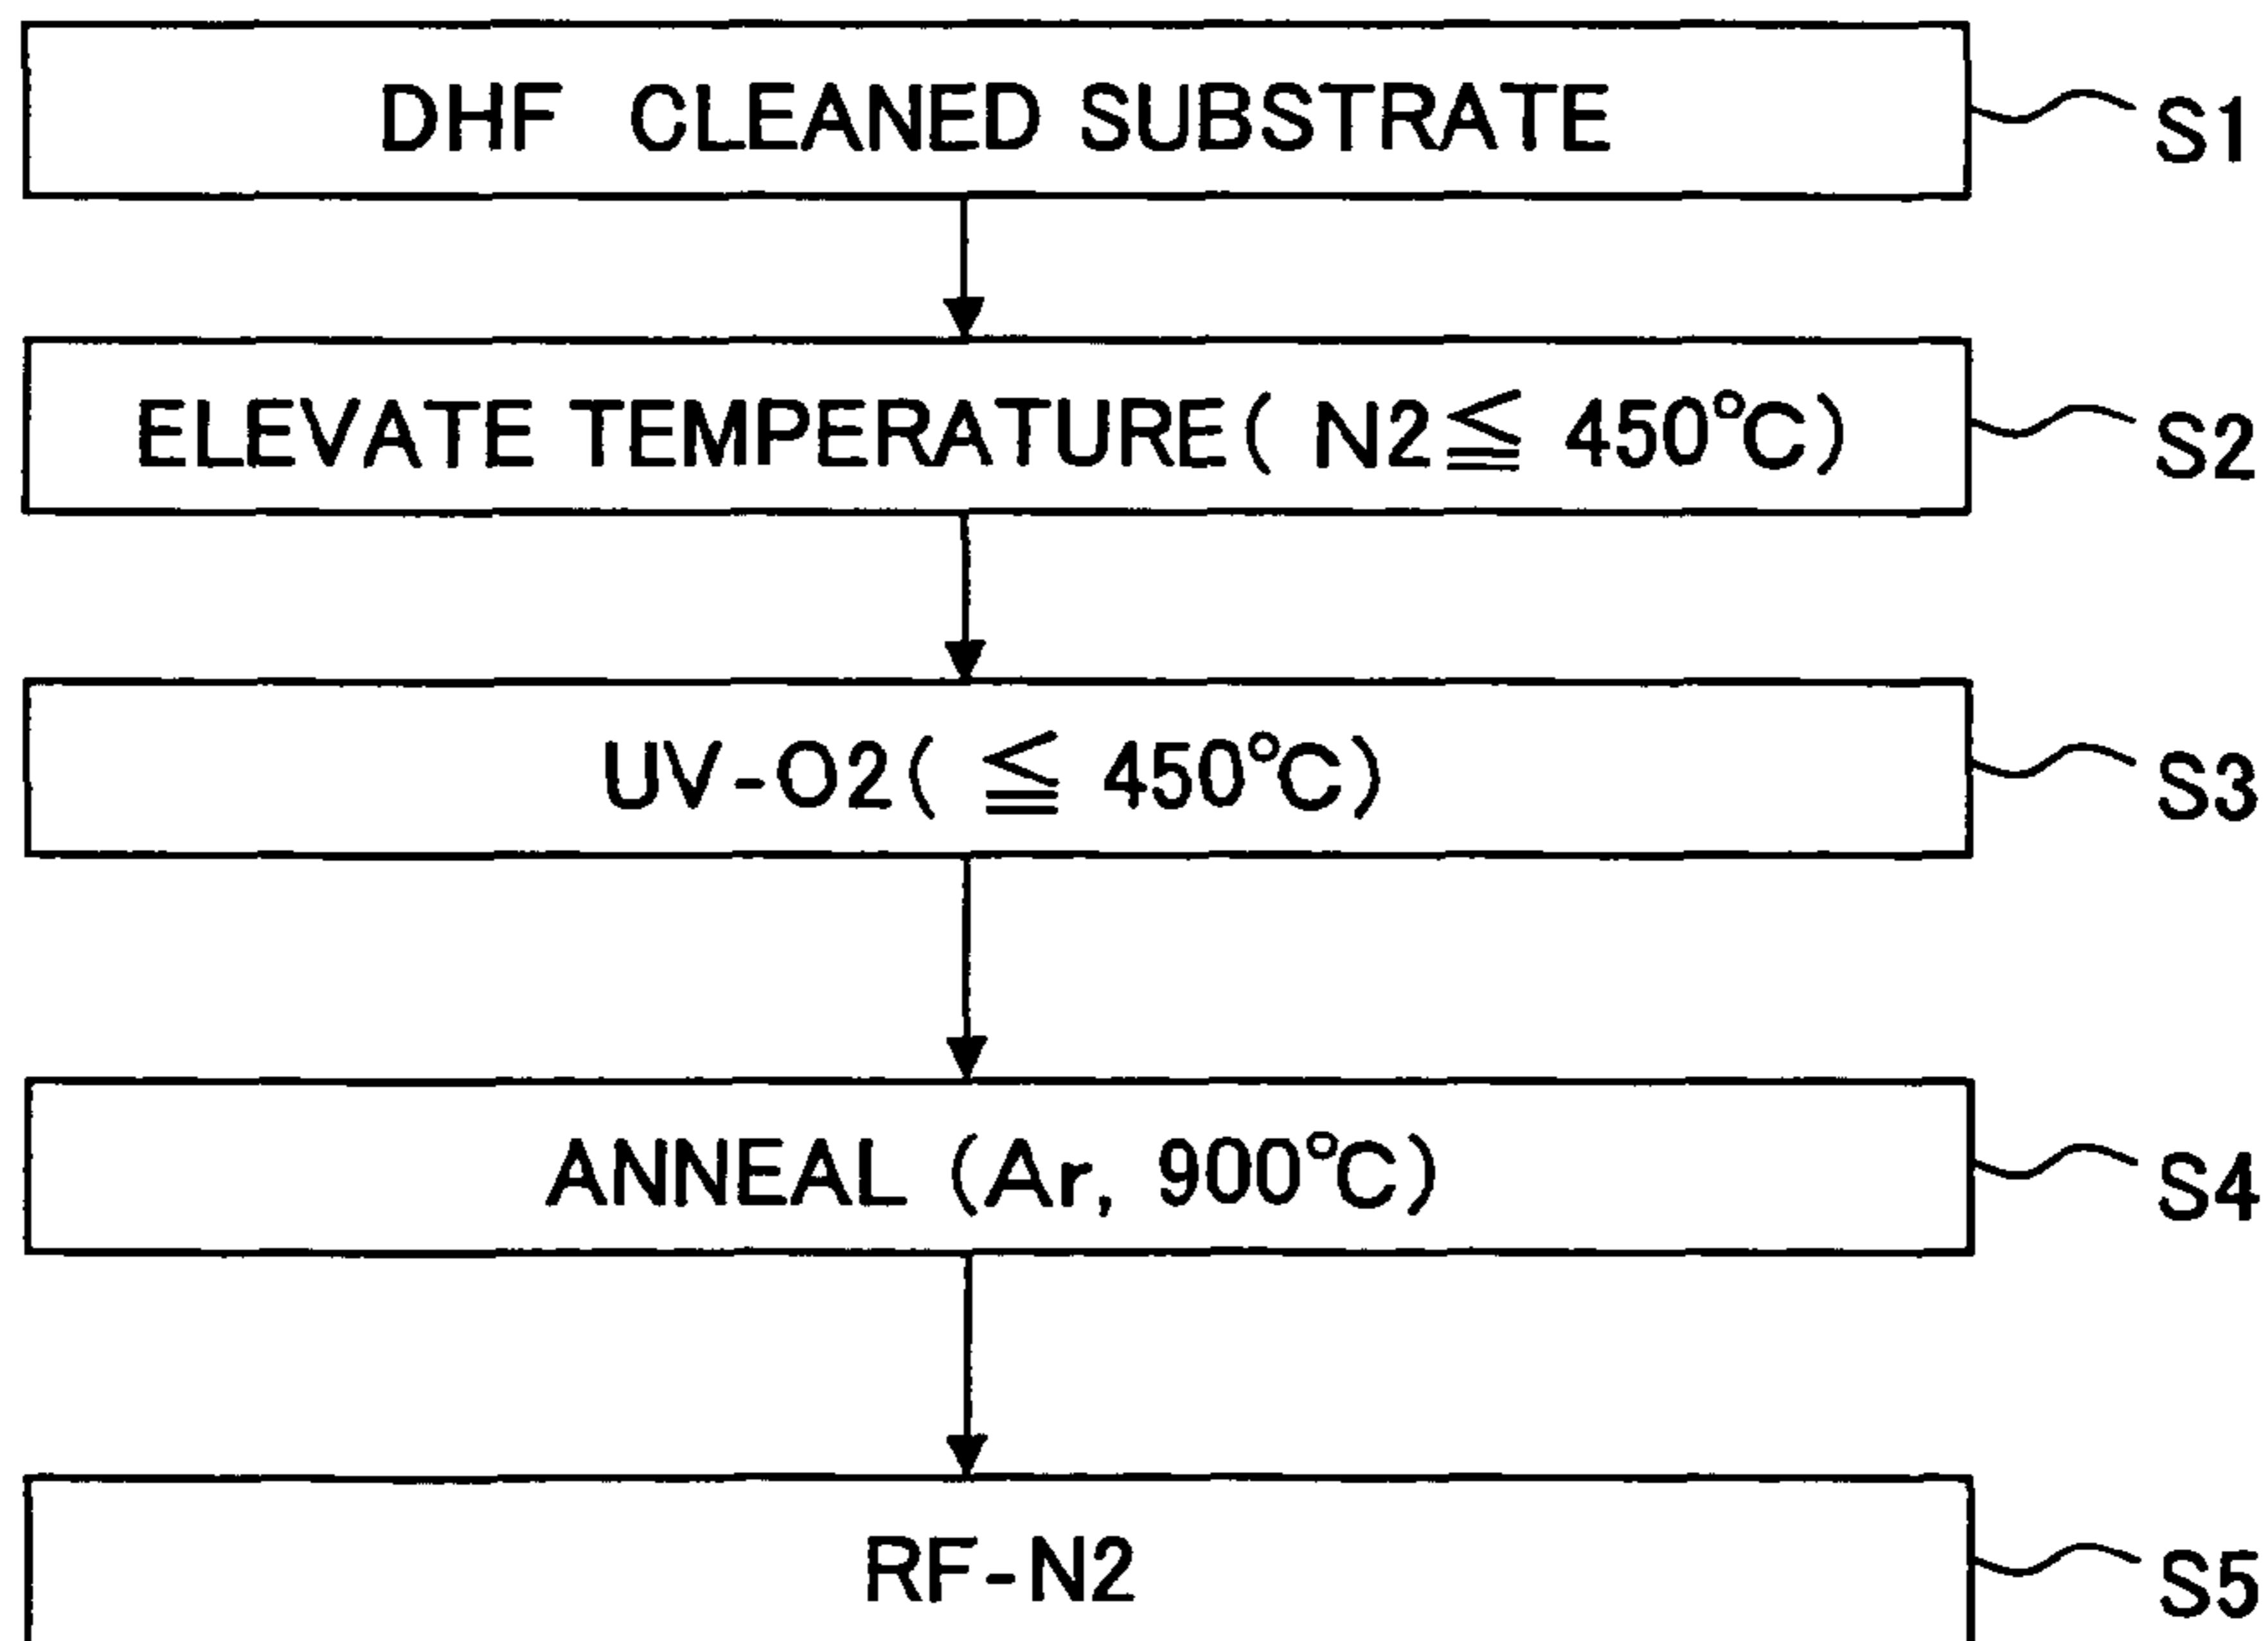 DHF CLEANED SUBSTRATE S1
ELEVATE TEMPERATURE( N2≦ 450℃) S2
UV-O2( ≦ 450℃) S3
ANNEAL (Ar, 900℃) S4
RF-N2 S5